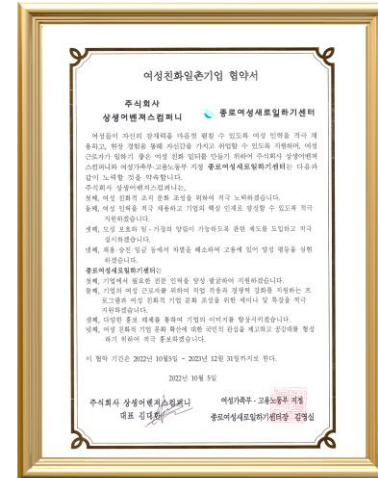 여성친화일촌기업 협약서
주식회사
상생어벤져스컴퍼니
종로여성새로일하기센터
여성들이 자신의 잠재력을 마음껏 펼칠 수 있도록 여성 인력을 적극 채
용하고, 현장 경험을 통해 자신감을 가지고 취업할 수 있도록 지원하며, 여성
근로자가 일하기 좋은 여성 친화 일터를 만들기 위하여 주식회사 상생어벤져
스컴퍼니와 여성가족부·고용노동부 지정 종로여성새로일하기센터는 다음과
같이 노력할 것을 약속합니다.
주식회사 상생어벤져스컴퍼니는,
첫째, 여성 친화적 조직 문화 조성을 위하여 적극 노력하겠습니다.
둘째, 여성 인력을 적극 채용하고 기업의 핵심 인재로 양성할 수 있도록 적극
지원하겠습니다.
셋째, 모성 보호와 일·가정의 양립이 가능하도록 관련 제도를 도입하고 적극
실시하겠습니다.
넷째, 채용·승진·임금 등에서 차별을 해소하여 고용에 있어 양성 평등을 실현
하겠습니다.
종로여성새로일하기센터는
첫째, 기업에서 필요한 전문 인력을 양성·발굴하여 지원하겠습니다.
둘째, 기업의 여성 근로자를 위하여 직업 적응과 경쟁력 강화를 지원하는 프
로그램과 여성 친화적 기업 문화 조성을 위한 세미나 및 특강을 적극
지원하겠습니다.
셋째, 다양한 홍보 매체를 통하여 기업의 이미지를 향상시키겠습니다.
넷째, 여성 친화적 기업 문화 확산에 대한 국민의 관심을 제고하고 공감대를 형성
하기 위하여 적극 홍보하겠습니다.
이 협약 기간은 2022년 10월5일 - 2023년 12월 31일까지로 한다.
2022년 10월 5일
주식회사 상생어벤져스컴퍼니
대표 김대환
여성가족부·고용노동부 지정
종로여성새로일하기센터장 김영심